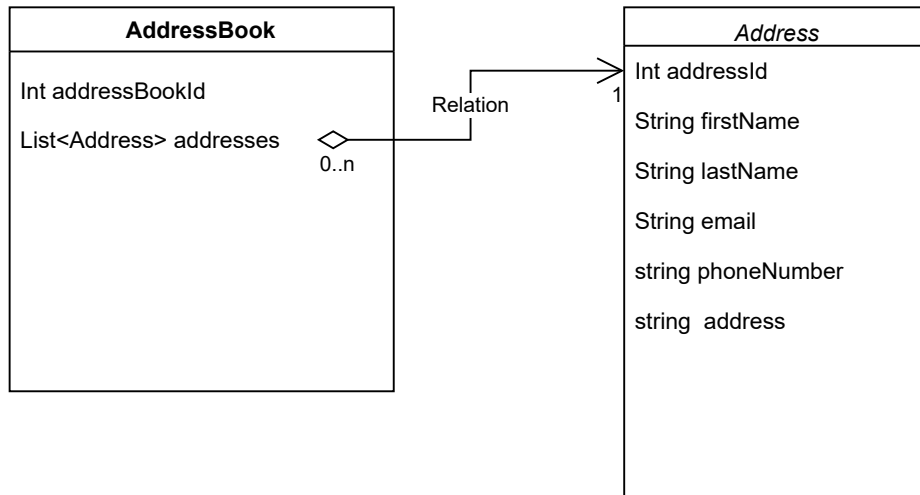 AddressBook
Int addressBookId
List<Address> addresses
0..n
Relation
1
Address
Int addressId
String firstName
String lastName
String email
string phoneNumber
string  address